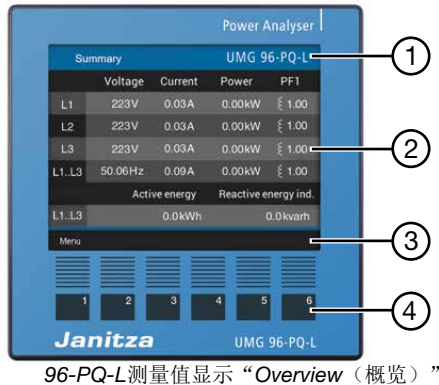 Power Analyser
Summary UMG 96-PQ-L
Voltage Current Power PF1
L1 223V 0.03A 0.00kW 1.00
L2 223V 0.03A 0.00kW 1.00
L3 223V 0.03A 0.00kW 1.00
L1..L3 50.06Hz 0.09A 0.00kW 1.00
Active energy Reactive energy ind.
L1..L3 0.0kWh 0.0kvarh
Menu
1 2 3 4 5 6
Janitza UMG 96-PQ-L
1
2
3
4
96-PQ-L测量值显示“Overview（概览）”